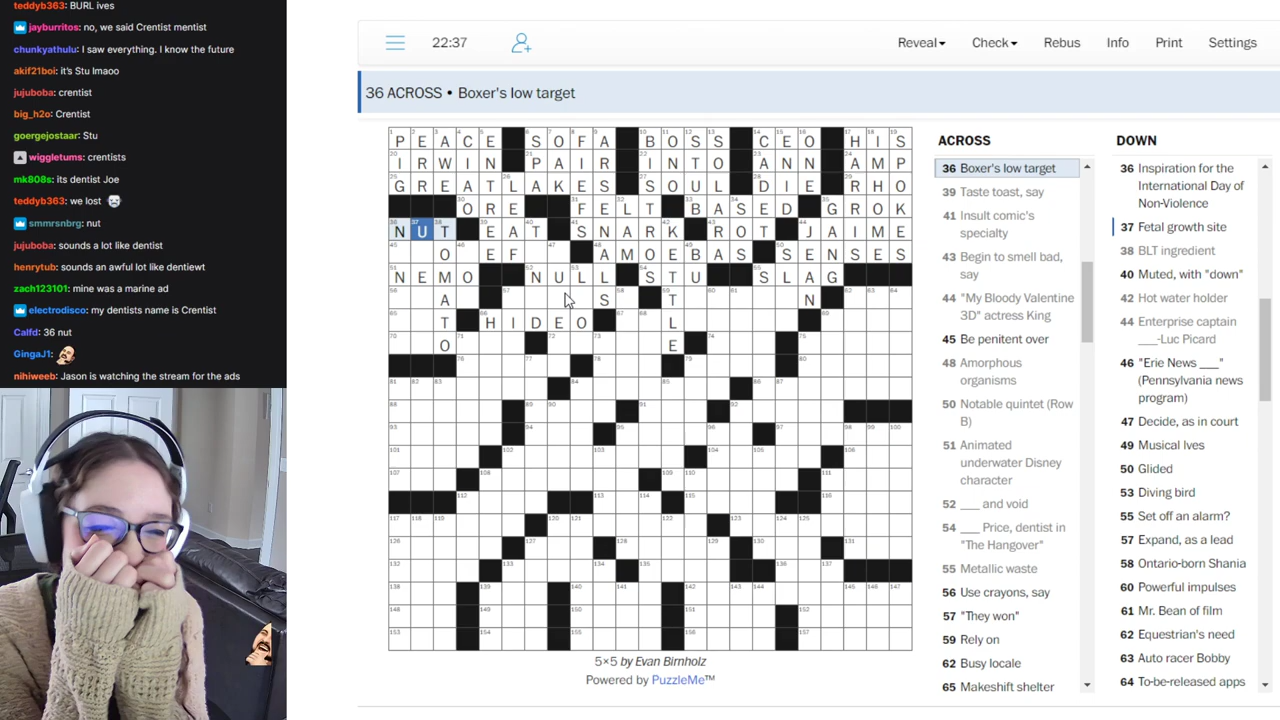 teddyb363: BURL ives
jayburritos: no, we said Crentist mentist
chunkyathulu: I saw everything. I know the future
akif21boi: it's Stu lmaoo
jujuboba: crentist
big_h2o: Crentist
goergejostaar: Stu
wiggletums: crentists
mk808s: its dentist Joe
teddyb363: we lost
smmrsnbrg: nut
jujuboba: sounds a lot like dentist
henrytub: sounds an awful lot like dentiewt
zach123101: mine was a marine ad
electrodisco: my dentists name is Crentist
Calfd: 36 nut
GingaJ1:
nihiweeb: Jason is watching the stream for the ads
22:37
Reveal
Check
Rebus
Info
Print
Settings
36 ACROSS • Boxer's low target
P E A C E S O F A B O S S C E O H I S
I R W I N P A I R I N T O A N N A M P
G R E A T L A K E S S O U L D I E R H O
O R E F E L T B A S E D G R O K
N U T E A T S N A R K R O T J A I M E
O E F A M O E B A S S E N S E S
N E M O N U L L S T U S L A G
A S T N
T H I D E O L
O E
5×5 by Evan Birnholz
Powered by PuzzleMe™
ACROSS
36 Boxer's low target
39 Taste toast, say
41 Insult comic's
specialty
43 Begin to smell bad,
say
44 "My Bloody Valentine
3D" actress King
45 Be penitent over
48 Amorphous
organisms
50 Notable quintet (Row
B)
51 Animated
underwater Disney
character
52 ___ and void
54 ___ Price, dentist in
"The Hangover"
55 Metallic waste
56 Use crayons, say
57 "They won"
59 Rely on
62 Busy locale
65 Makeshift shelter
DOWN
36 Inspiration for the
International Day of
Non-Violence
37 Fetal growth site
38 BLT ingredient
40 Muted, with "down"
42 Hot water holder
44 Enterprise captain
___-Luc Picard
46 "Erie News ___"
(Pennsylvania news
program)
47 Decide, as in court
49 Musical Ives
50 Glided
53 Diving bird
55 Set off an alarm?
57 Expand, as a lead
58 Ontario-born Shania
60 Powerful impulses
61 Mr. Bean of film
62 Equestrian's need
63 Auto racer Bobby
64 To-be-released apps